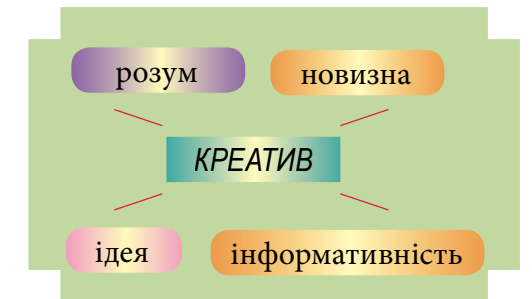 розум
новизна
КРЕАТИВ
ідея
інформативність